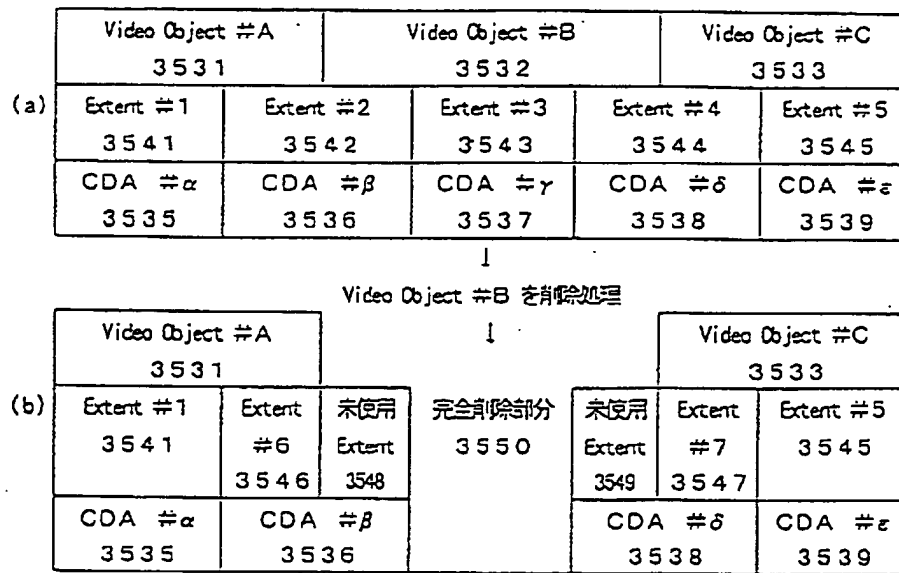 Video Object #A Video Object #B Video Object #C
3531 3532 3533
(a) Extent #1 Extent #2 Extent #3 Extent #4 Extent #5
3541 3542 3543 3544 3545
CDA #α CDA #β CDA #γ CDA #δ CDA #ε
3535 3536 3537 3538 3539
↓
Video Object #B を削除処理
↓
Video Object #A Video Object #C
3531 3533
(b) Extent #1 Extent 未使用 完全削除部分 未使用 Extent Extent #5
3541 #6 Extent 3550 Extent #7 3545
3546 3548 3549 3547
CDA #α CDA #β CDA #δ CDA #ε
3535 3536 3538 3539